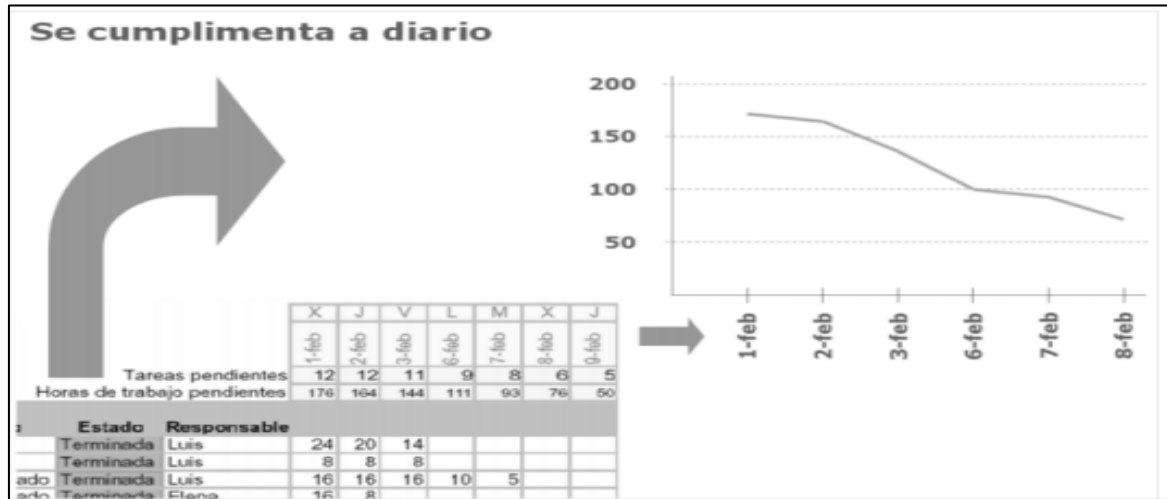 Se cumplimenta a diario
200
150
100
50
1-feb 2-feb 3-feb 6-feb 7-feb 8-feb
X J V L M X J
1-feb 2-feb 3-feb 6-feb 7-feb 8-feb 9-feb
Tareas pendientes 12 12 11 9 8 6 5
Horas de trabajo pendientes 176 164 144 111 93 76 50
Estado Responsable
Terminada Luis 24 20 14
Terminada Luis 8 8 8
ado Terminada Luis 16 16 16 10 5
ado Terminada Elena 16 8